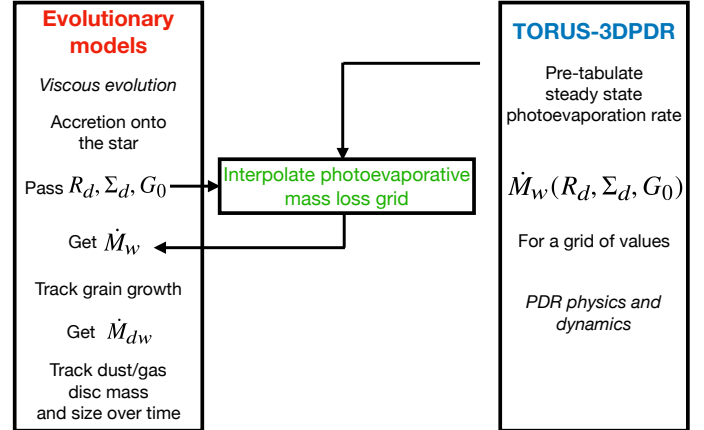 Evolutionary
models
Viscous evolution
Accretion onto
the star
Pass R_d, Σ_d, G_0
Get Ṁ_w
Track grain growth
Get Ṁ_{dw}
Track dust/gas
disc mass
and size over time
Interpolate photoevaporative
mass loss grid
TORUS-3DPDR
Pre-tabulate
steady state
photoevaporation rate
Ṁ_w(R_d, Σ_d, G_0)
For a grid of values
PDR physics and
dynamics